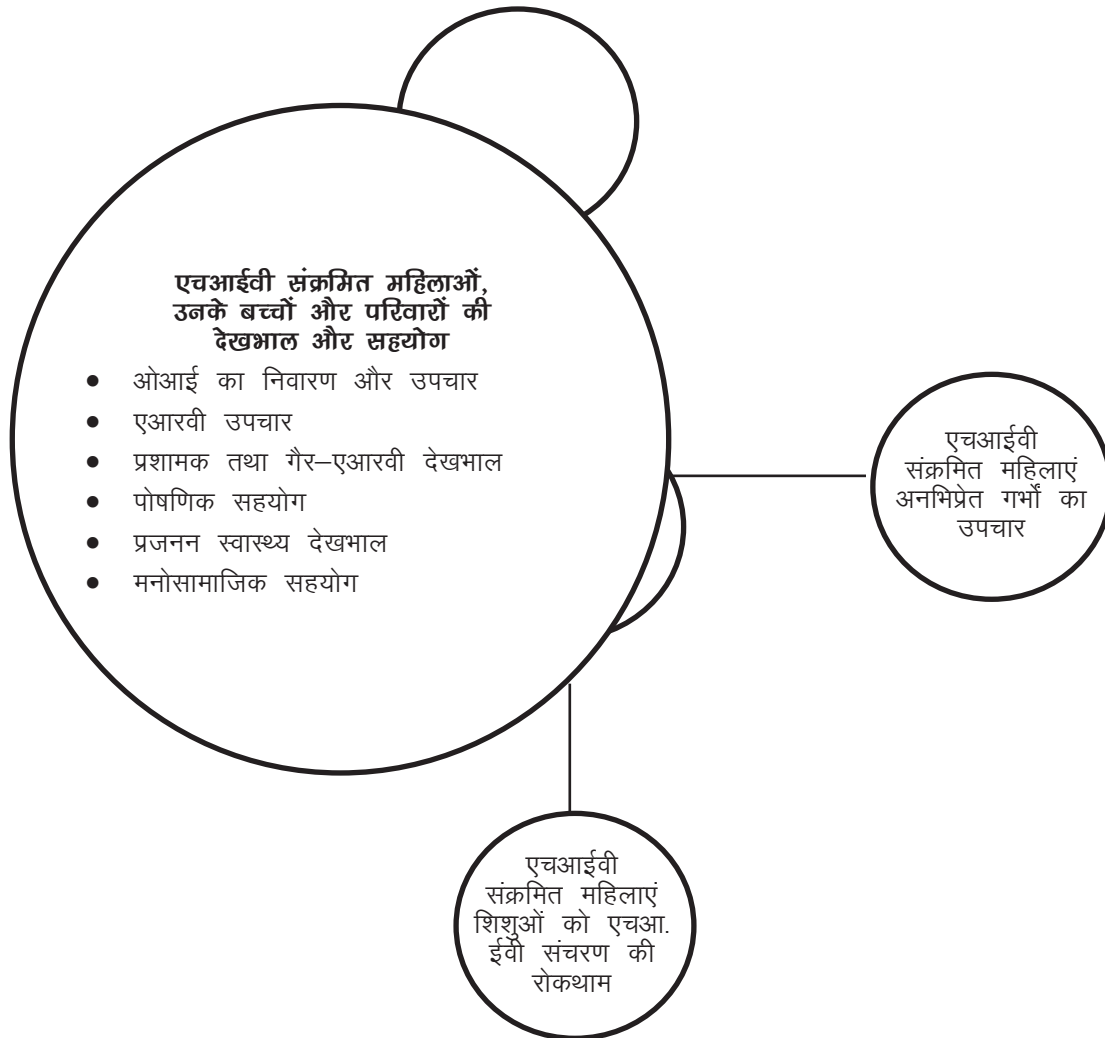 एचआईवी संक्रमित महिलाओं,
उनके बच्चों और परिवारों की
देखभाल और सहयोग
• ओआई का निवारण और उपचार
• एआरवी उपचार
• प्रशामक तथा गैर–एआरवी देखभाल
• पोषणिक सहयोग
• प्रजनन स्वास्थ्य देखभाल
• मनोसामाजिक सहयोग
एचआईवी
संक्रमित महिलाएं
अनभिप्रेत गर्भों का
उपचार
एचआईवी
संक्रमित महिलाएं
शिशुओं को एचआ.
ईवी संचरण की
रोकथाम